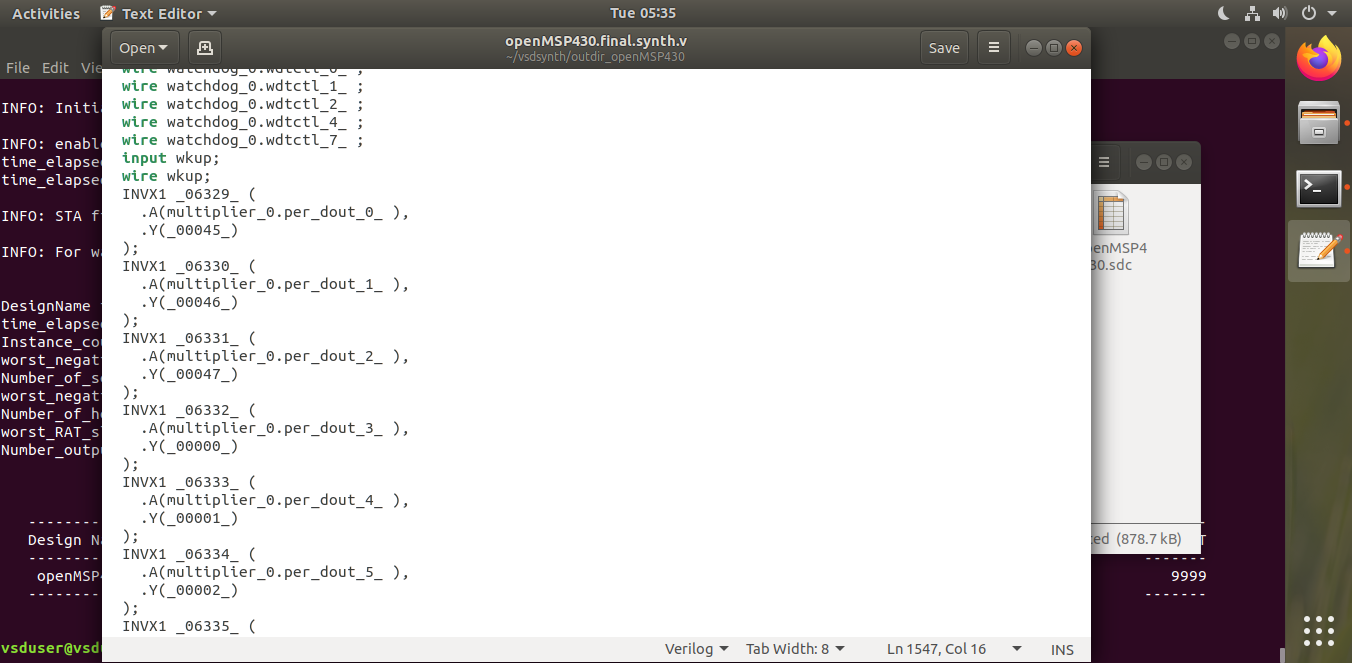 Activities Text Editor Tue 05:35
File Edit Vie
Open openMSP430.final.synth.v Save
~/vsdsynth/outdir_openMSP430
wire watchdog_0.wdtctl_0_ ;
wire watchdog_0.wdtctl_1_ ;
wire watchdog_0.wdtctl_2_ ;
wire watchdog_0.wdtctl_4_ ;
wire watchdog_0.wdtctl_7_ ;
input wkup;
wire wkup;
INVX1 _06329_ (
.A(multiplier_0.per_dout_0_ ),
.Y(_00045_)
);
INVX1 _06330_ (
.A(multiplier_0.per_dout_1_ ),
.Y(_00046_)
);
INVX1 _06331_ (
.A(multiplier_0.per_dout_2_ ),
.Y(_00047_)
);
INVX1 _06332_ (
.A(multiplier_0.per_dout_3_ ),
.Y(_00000_)
);
INVX1 _06333_ (
.A(multiplier_0.per_dout_4_ ),
.Y(_00001_)
);
INVX1 _06334_ (
.A(multiplier_0.per_dout_5_ ),
.Y(_00002_)
);
INVX1 _06335_ (
Verilog Tab Width: 8 Ln 1547, Col 16 INS
INFO: Initi
INFO: enabl
time_elapse
time_elapse
INFO: STA f
INFO: For w
DesignName
time_elapse
Instance_co
worst_negat
Number_of_s
worst_negat
Number_of_h
worst_RAT_s
Number_outp
--------
Design N
--------
openMSP
--------
vsduser@vsd
enMSP4
30.sdc
ted (878.7 kB) T
-------
9999
-------